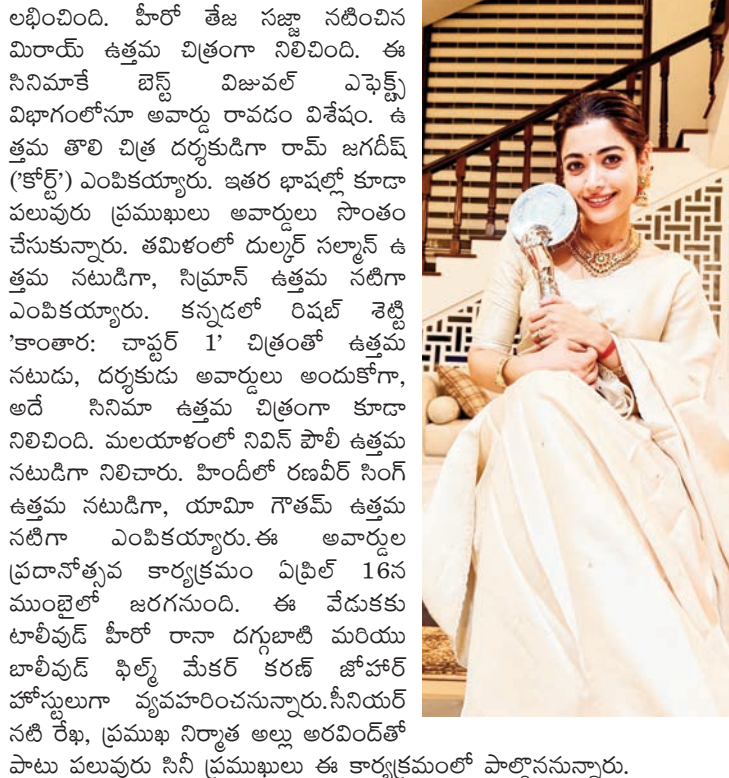 లభించింది. హీరో తేజ సజ్జా నటించిన
మిరాయ్ ఉత్తమ చిత్రంగా నిలిచింది. ఈ
సినిమాకే బెస్ట్ విజువల్ ఎఫెక్ట్స్
విభాగంలోనూ అవార్డు రావడం విశేషం. ఉ
త్తమ తొలి చిత్ర దర్శకుడిగా రామ్ జగదీష్
('కోర్ట్') ఎంపికయ్యారు. ఇతర భాషల్లో కూడా
పలువురు ప్రముఖులు అవార్డులు సొంతం
చేసుకున్నారు. తమిళంలో దుల్కర్ సల్మాన్ ఉ
త్తమ నటుడిగా, సిమ్రాన్ ఉత్తమ నటిగా
ఎంపికయ్యారు. కన్నడలో రిషబ్ శెట్టి
'కాంతార: చాప్టర్ 1' చిత్రంతో ఉత్తమ
నటుడు, దర్శకుడు అవార్డులు అందుకోగా,
అదే సినిమా ఉత్తమ చిత్రంగా కూడా
నిలిచింది. మలయాళంలో నివిన్ పౌలీ ఉత్తమ
నటుడిగా నిలిచారు. హిందీలో రణవీర్ సింగ్
ఉత్తమ నటుడిగా, యామీ గౌతమ్ ఉత్తమ
నటిగా ఎంపికయ్యారు.ఈ అవార్డుల
ప్రదానోత్సవ కార్యక్రమం ఏప్రిల్ 16న
ముంబైలో జరగనుంది. ఈ వేడుకకు
టాలీవుడ్ హీరో రానా దగ్గుబాటి మరియు
బాలీవుడ్ ఫిల్మ్ మేకర్ కరణ్ జోహార్
హోస్టులుగా వ్యవహరించనున్నారు.సీనియర్
నటి రేఖ, ప్రముఖ నిర్మాత అల్లు అరవింద్‌తో
పాటు పలువురు సినీ ప్రముఖులు ఈ కార్యక్రమంలో పాల్గొననున్నారు.